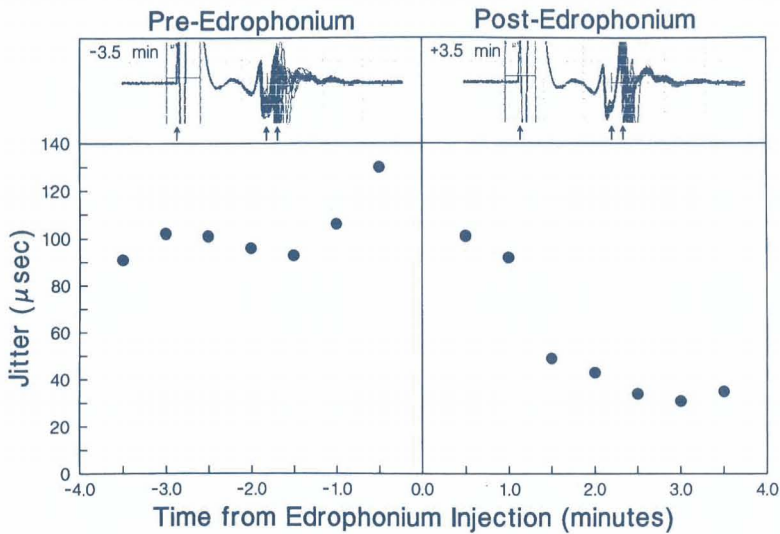 Pre-Edrophonium
Post-Edrophonium
-3.5 min
+3.5 min
140
120
100
80
60
40
20
0
Jitter (μsec)
-4.0 -3.0 -2.0 -1.0 0.0 1.0 2.0 3.0 4.0
Time from Edrophonium Injection (minutes)